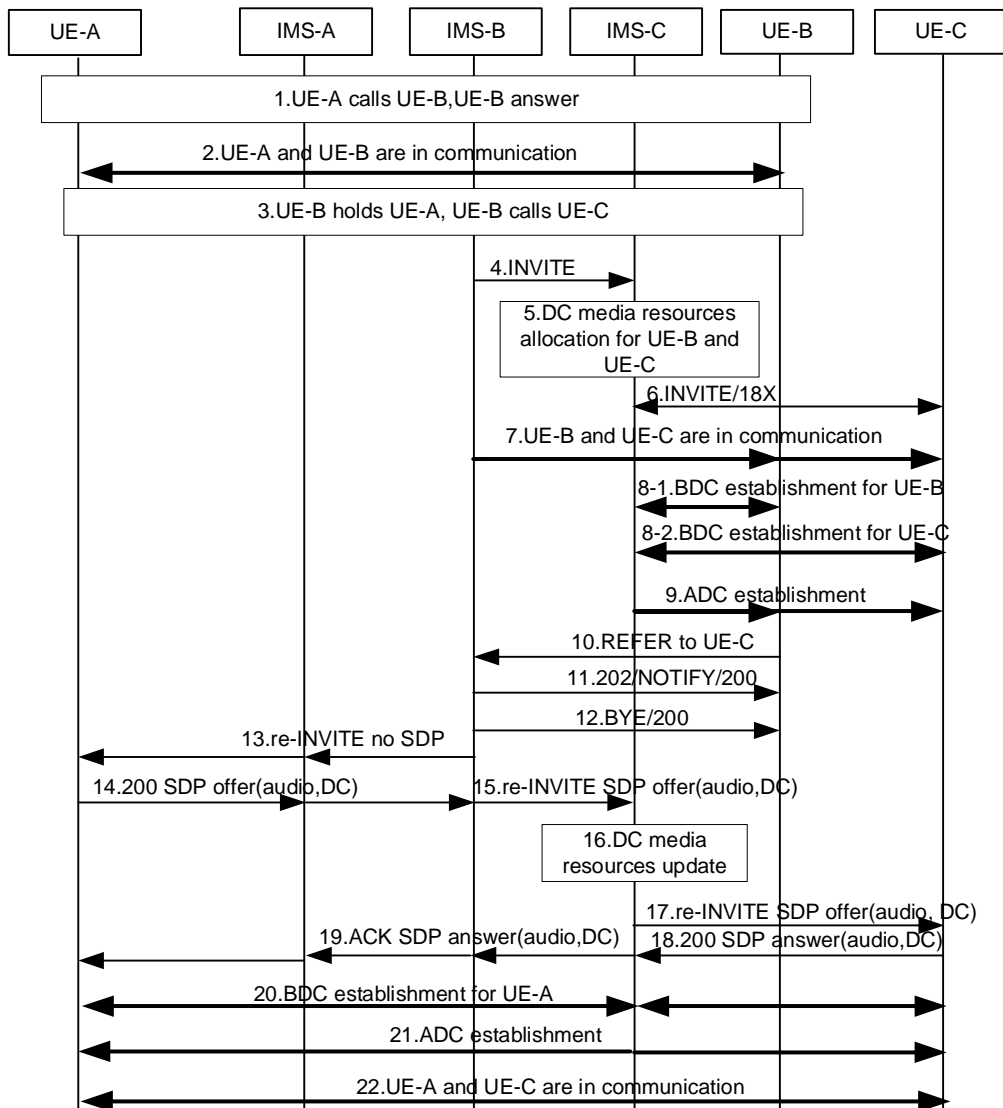 UE-A
IMS-A
IMS-B
IMS-C
UE-B
UE-C
1.UE-A calls UE-B,UE-B answer
2.UE-A and UE-B are in communication
3.UE-B holds UE-A, UE-B calls UE-C
4.INVITE
5.DC media resources
allocation for UE-B and
UE-C
6.INVITE/18X
7.UE-B and UE-C are in communication
8-1.BDC establishment for UE-B
8-2.BDC establishment for UE-C
9.ADC establishment
10.REFER to UE-C
11.202/NOTIFY/200
12.BYE/200
13.re-INVITE no SDP
14.200 SDP offer(audio,DC)
15.re-INVITE SDP offer(audio,DC)
16.DC media
resources update
17.re-INVITE SDP offer(audio, DC)
18.200 SDP answer(audio,DC)
19.ACK SDP answer(audio,DC)
20.BDC establishment for UE-A
21.ADC establishment
22.UE-A and UE-C are in communication